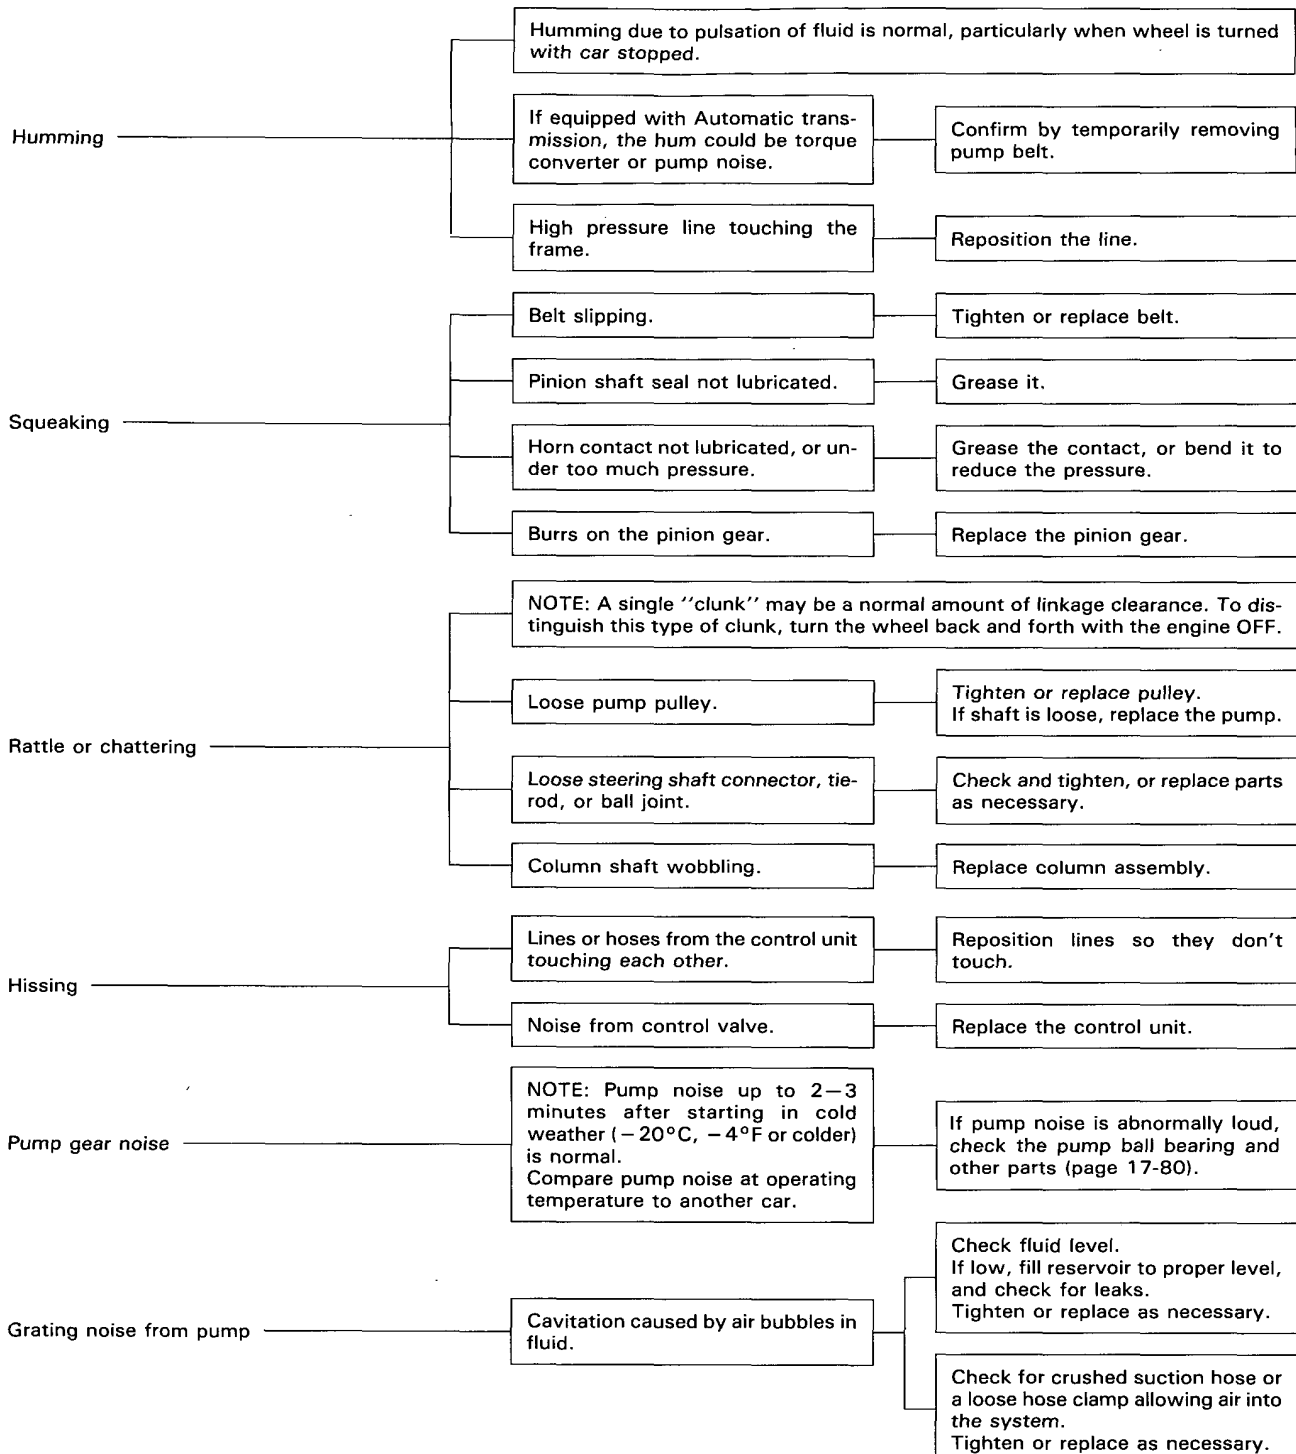 Humming
Humming due to pulsation of fluid is normal, particularly when wheel is turned
with car stopped.
If equipped with Automatic trans-
mission, the hum could be torque
converter or pump noise.
Confirm by temporarily removing
pump belt.
High pressure line touching the
frame.
Reposition the line.
Squeaking
Belt slipping.
Tighten or replace belt.
Pinion shaft seal not lubricated.
Grease it.
Horn contact not lubricated, or un-
der too much pressure.
Grease the contact, or bend it to
reduce the pressure.
Burrs on the pinion gear.
Replace the pinion gear.
Rattle or chattering
NOTE: A single "clunk" may be a normal amount of linkage clearance. To dis-
tinguish this type of clunk, turn the wheel back and forth with the engine OFF.
Loose pump pulley.
Tighten or replace pulley.
If shaft is loose, replace the pump.
Loose steering shaft connector, tie-
rod, or ball joint.
Check and tighten, or replace parts
as necessary.
Column shaft wobbling.
Replace column assembly.
Hissing
Lines or hoses from the control unit
touching each other.
Reposition lines so they don't
touch.
Noise from control valve.
Replace the control unit.
Pump gear noise
NOTE: Pump noise up to 2—3
minutes after starting in cold
weather (−20°C, −4°F or colder)
is normal.
Compare pump noise at operating
temperature to another car.
If pump noise is abnormally loud,
check the pump ball bearing and
other parts (page 17-80).
Grating noise from pump
Cavitation caused by air bubbles in
fluid.
Check fluid level.
If low, fill reservoir to proper level,
and check for leaks.
Tighten or replace as necessary.
Check for crushed suction hose or
a loose hose clamp allowing air into
the system.
Tighten or replace as necessary.